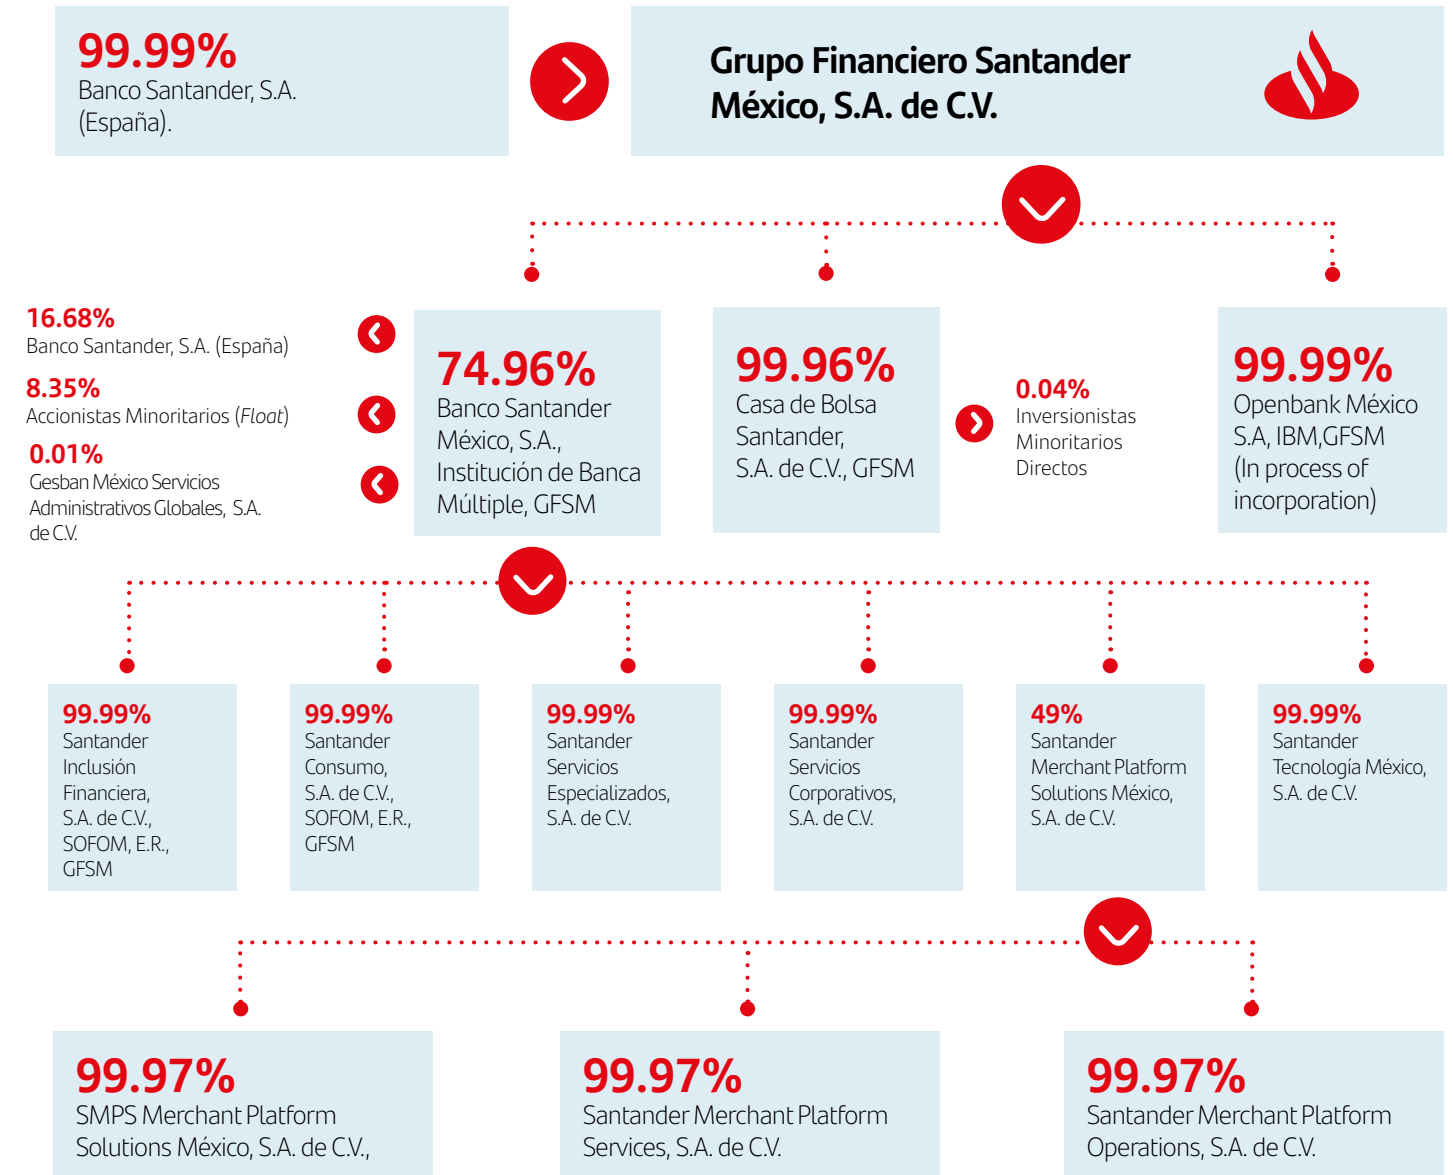 99.99%
Banco Santander, S.A.
(España).
Grupo Financiero Santander
México, S.A. de C.V.
16.68%
Banco Santander, S.A. (España)
8.35%
Accionistas Minoritarios (Float)
0.01%
Gesban México Servicios
Administrativos Globales, S.A.
de C.V.
74.96%
Banco Santander
México, S.A.,
Institución de Banca
Múltiple, GFSM
99.96%
Casa de Bolsa
Santander,
S.A. de C.V., GFSM
0.04%
Inversionistas
Minoritarios
Directos
99.99%
Openbank México
S.A, IBM,GFSM
(In process of
incorporation)
99.99%
Santander
Inclusión
Financiera,
S.A. de C.V.,
SOFOM, E.R.,
GFSM
99.99%
Santander
Consumo,
S.A. de C.V.,
SOFOM, E.R.,
GFSM
99.99%
Santander
Servicios
Especializados,
S.A. de C.V.
99.99%
Santander
Servicios
Corporativos,
S.A. de C.V.
49%
Santander
Merchant Platform
Solutions México,
S.A. de C.V.
99.99%
Santander
Tecnología México,
S.A. de C.V.
99.97%
SMPS Merchant Platform
Solutions México, S.A. de C.V.,
99.97%
Santander Merchant Platform
Services, S.A. de C.V.
99.97%
Santander Merchant Platform
Operations, S.A. de C.V.